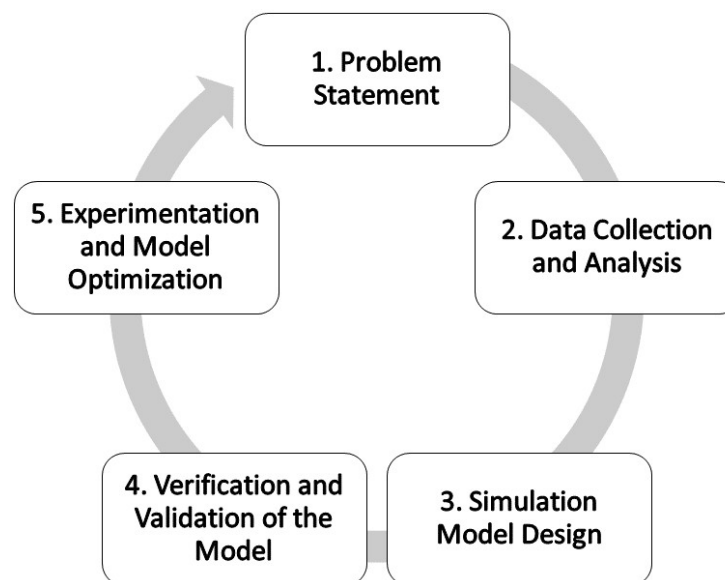 1. Problem
Statement
2. Data Collection
and Analysis
3. Simulation
Model Design
4. Verification and
Validation of the
Model
5. Experimentation
and Model
Optimization